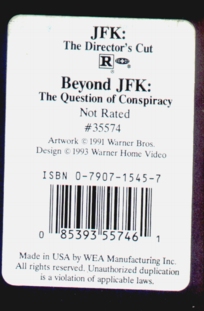 JFK:
The Director's Cut
R
Beyond JFK:
The Question of Conspiracy
Not Rated
#35574
Artwork © 1991 Warner Bros.
Design © 1993 Warner Home Video
ISBN 0-7907-1545-7
0 85393 55746 1
Made in USA by WEA Manufacturing Inc.
All rights reserved. Unauthorized duplication
is a violation of applicable laws.